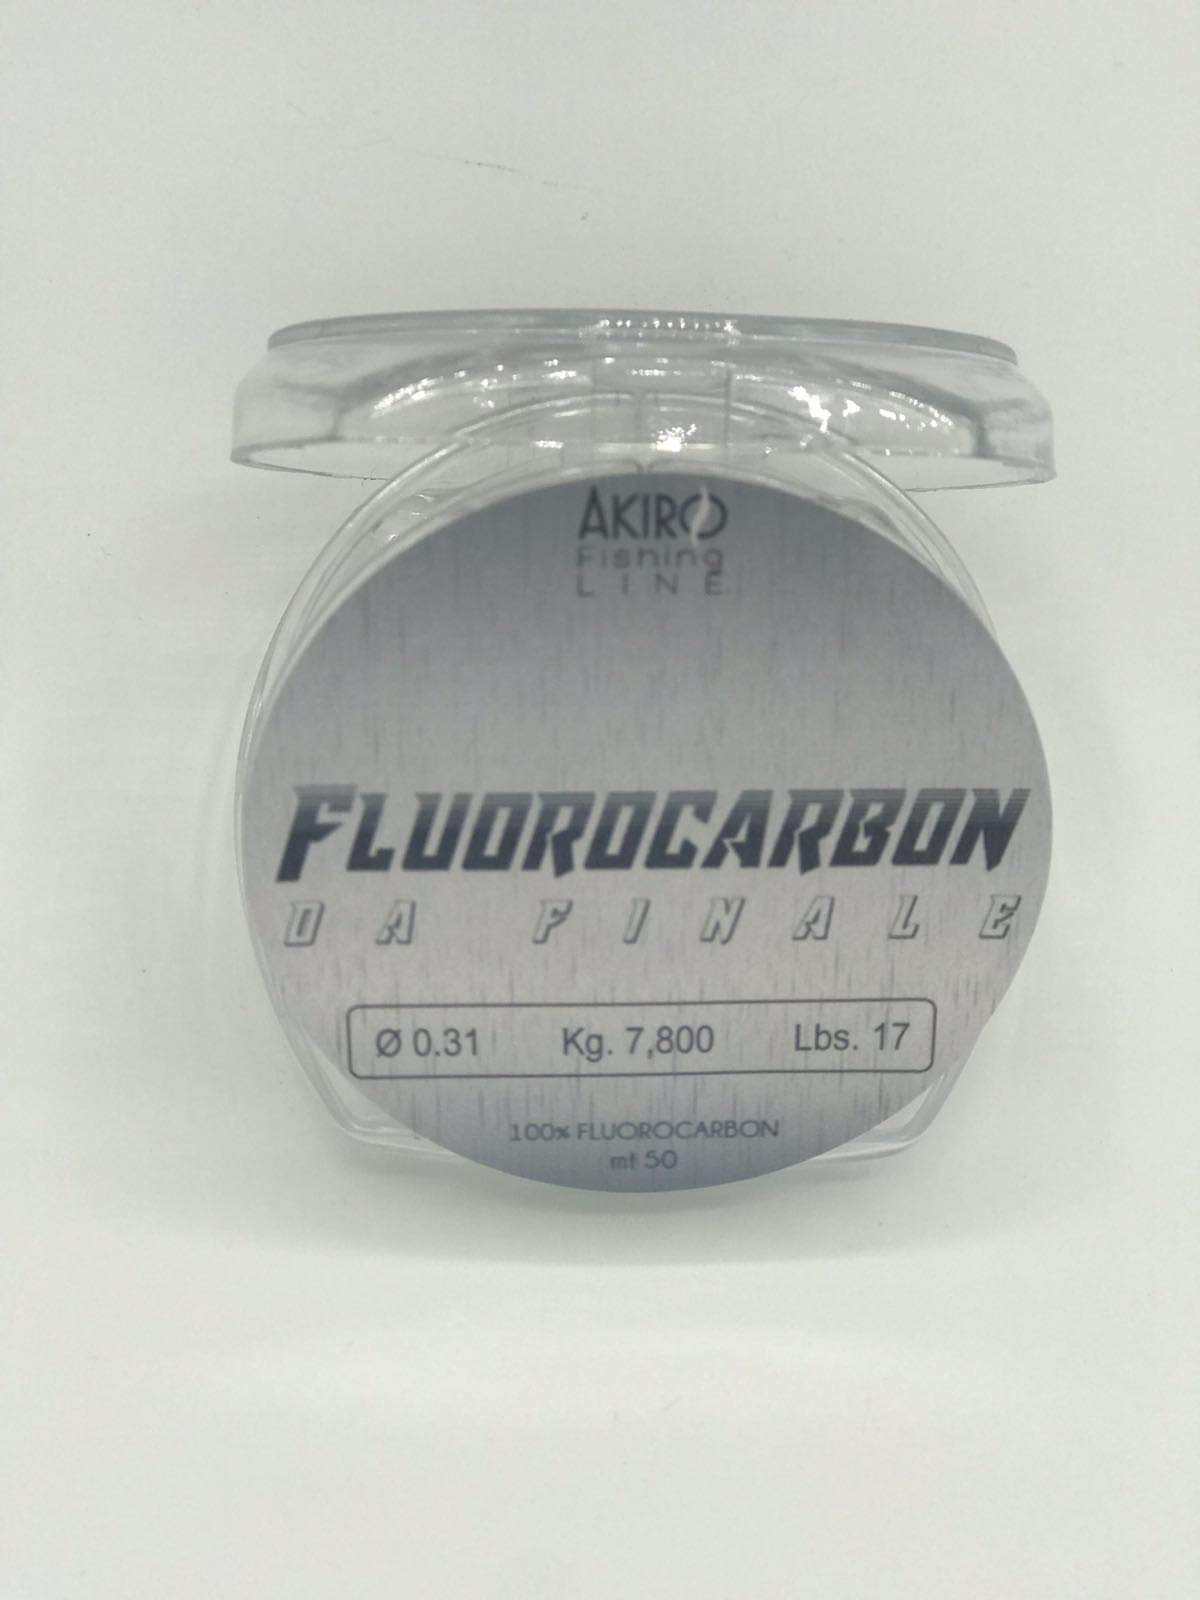 AKIRO
Fishing
LINE
FLUOROCARBON
DA FINALE
Ø 0.31 Kg. 7,800 Lbs. 17
100% FLUOROCARBON
mt 50